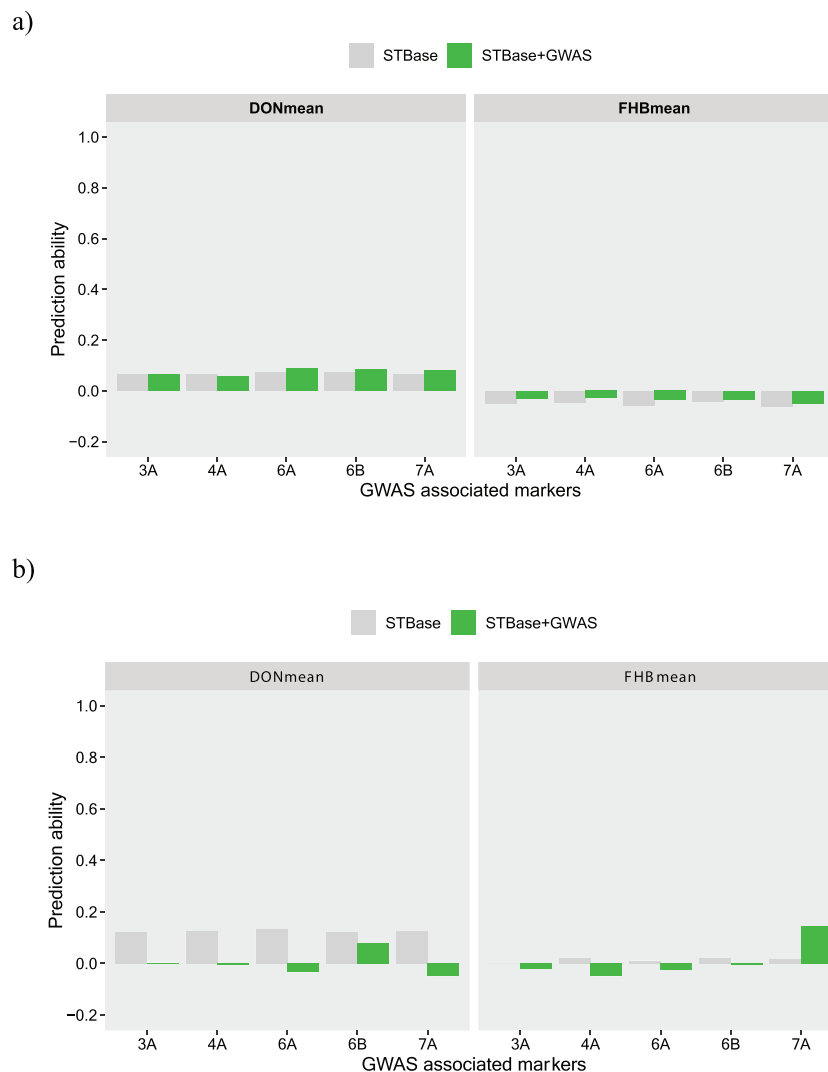 a)
STBase STBase+GWAS
DONmean FHBmean
1.0
0.8
0.6
0.4
0.2
0.0
−0.2
Prediction ability
3A 4A 6A 6B 7A 3A 4A 6A 6B 7A
GWAS associated markers
b)
STBase STBase+GWAS
DONmean FHBmean
1.0
0.8
0.6
0.4
0.2
0.0
−0.2
Prediction ability
3A 4A 6A 6B 7A 3A 4A 6A 6B 7A
GWAS associated markers